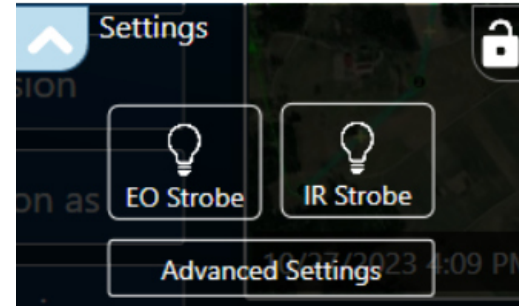 Settings
sion
on as
EO Strobe
IR Strobe
Advanced Settings
10/27/2023 4:09 PM